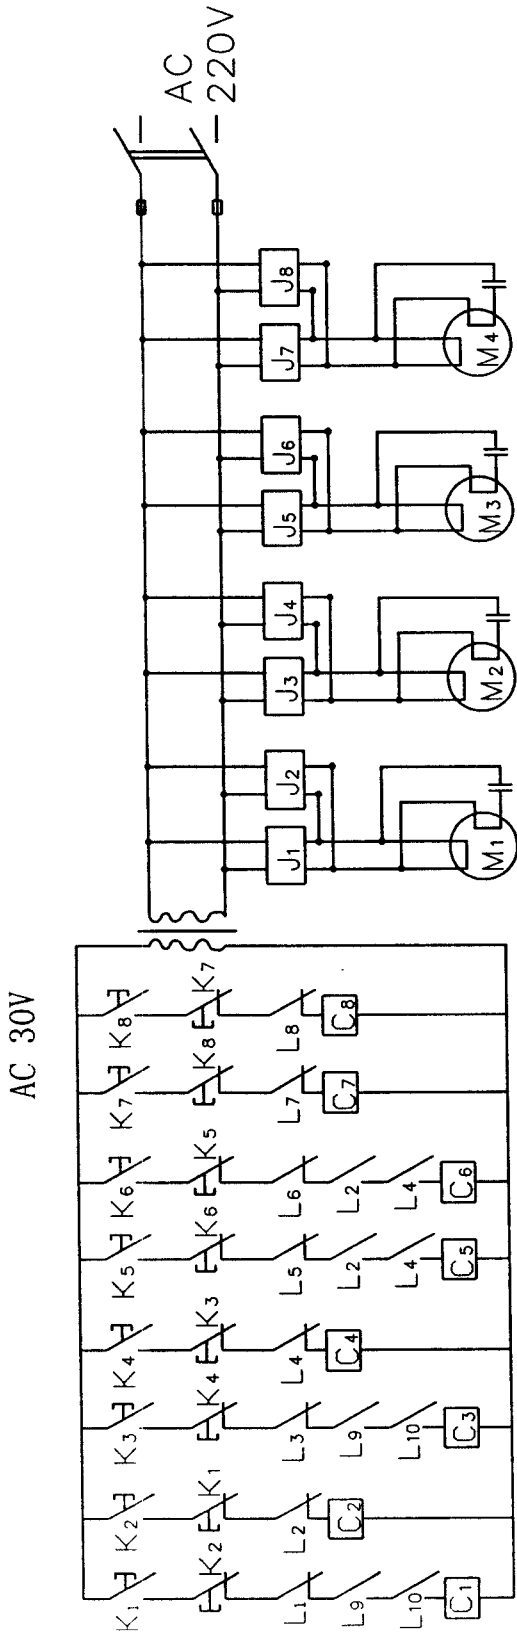 AC 30V
K1 K2 K3 K4 K5 K6 K7 K8
AC
220V
K2 K1 K4 K3 K6 K5 K8 K7
L1 L2 L3 L4 L5 L6 L7 L8
J1 J2 J3 J4 J5 J6 J7 J8
L9 C2 L9 C4 L2 L2 C7 C8
L10 L10 L4 L4
C1 C3 C5 C6
M1 M2 M3 M4